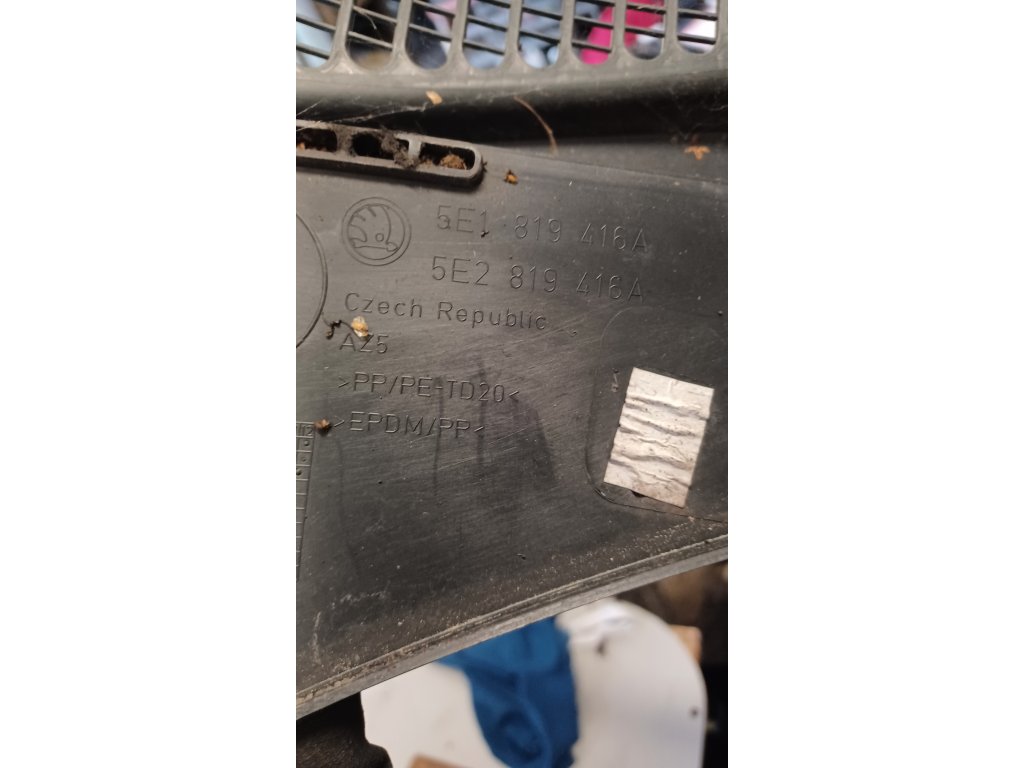 5E1 819 416A
5E2 819 416A
Czech Republic
AZ5
>PP/PE-TD20<
>EPDM/PP<